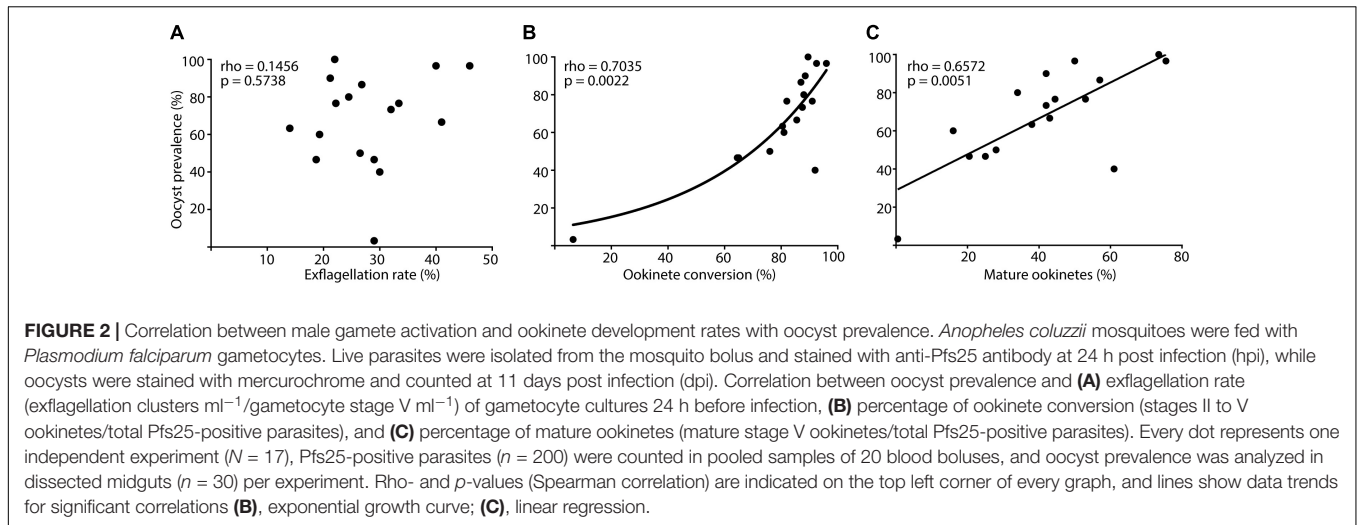 A
rho = 0.1456
p = 0.5738
Oocyst prevalence (%)
100
80
60
40
20
10
20
30
40
50
Exflagellation rate (%)
B
rho = 0.7035
p = 0.0022
100
80
60
40
20
20
40
60
80
100
Ookinete conversion (%)
C
rho = 0.6572
p = 0.0051
100
80
60
40
20
20
40
60
80
Mature ookinetes (%)
FIGURE 2 | Correlation between male gamete activation and ookinete development rates with oocyst prevalence. Anopheles coluzzii mosquitoes were fed with
Plasmodium falciparum gametocytes. Live parasites were isolated from the mosquito bolus and stained with anti-Pfs25 antibody at 24 h post infection (hpi), while
oocysts were stained with mercurochrome and counted at 11 days post infection (dpi). Correlation between oocyst prevalence and (A) exflagellation rate
(exflagellation clusters ml⁻¹/gametocyte stage V ml⁻¹) of gametocyte cultures 24 h before infection, (B) percentage of ookinete conversion (stages II to V
ookinetes/total Pfs25-positive parasites), and (C) percentage of mature ookinetes (mature stage V ookinetes/total Pfs25-positive parasites). Every dot represents one
independent experiment (N = 17), Pfs25-positive parasites (n = 200) were counted in pooled samples of 20 blood boluses, and oocyst prevalence was analyzed in
dissected midguts (n = 30) per experiment. Rho- and p-values (Spearman correlation) are indicated on the top left corner of every graph, and lines show data trends
for significant correlations (B), exponential growth curve; (C), linear regression.